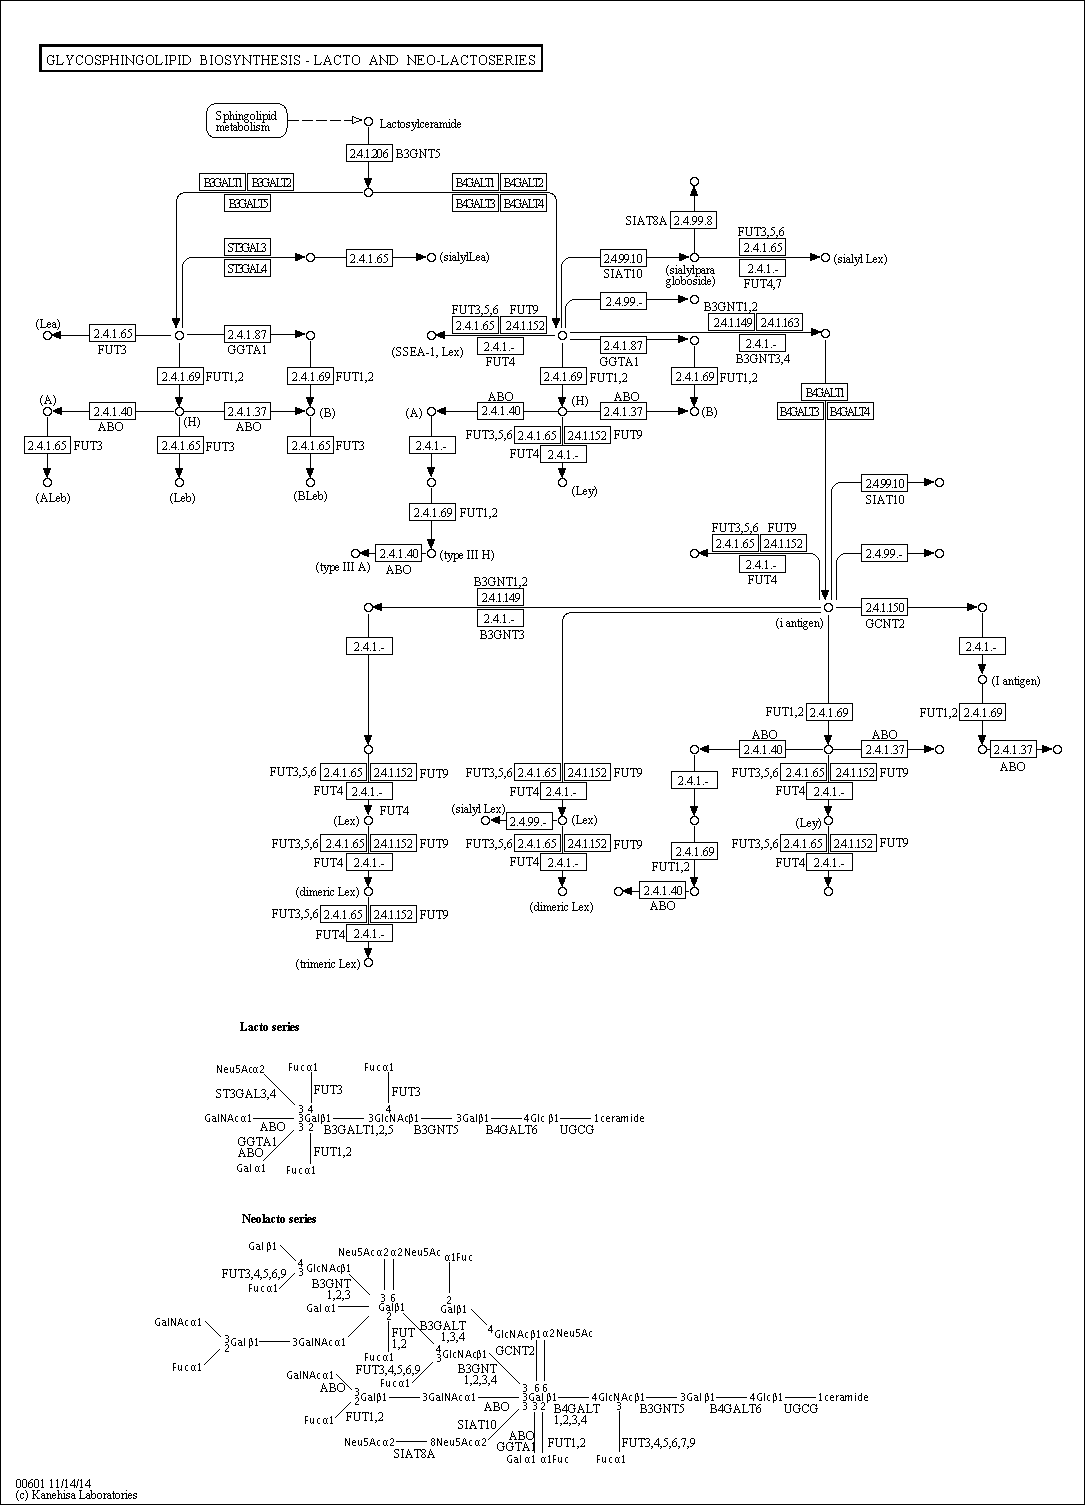 GLYCOSPHINGOLIPID BIOSYNTHESIS - LACTO AND NEO-LACTOSERIES
Sphingolipid
metabolism
Lactosylceramide
2.4.1.206 B3GNT5
B3GALT1 B3GALT2 B4GALT1 B4GALT2
B3GALT5 B4GALT3 B4GALT4
SIAT8A 2.4.99.8
FUT3,5,6
ST3GAL3 2.4.1.65
2.4.1.65 (sialylLea) 2.4.99.10 (sialyl Lex)
ST3GAL4 SIAT10 (sialylpara 2.4.1.-
globoside) FUT4,7
2.4.99.-
FUT3,5,6 FUT9 B3GNT1,2
(Lea) 2.4.1.65 2.4.1.152 2.4.1.149 2.4.1.163
2.4.1.65 2.4.1.87 2.4.1.87 2.4.1.-
FUT3 GGTA1 (SSEA-1, Lex) 2.4.1.- GGTA1 B3GNT3,4
FUT4
2.4.1.69 FUT1,2 2.4.1.69 FUT1,2 2.4.1.69 FUT1,2 2.4.1.69 FUT1,2
B4GALT1
(A) ABO (H) ABO B4GALT3 B4GALT4
2.4.1.40 2.4.1.37 (B) (A) 2.4.1.40 2.4.1.37 (B)
ABO (H) ABO
2.4.1.65 FUT3 2.4.1.65 FUT3 2.4.1.65 FUT3 2.4.1.- FUT3,5,6 2.4.1.65 2.4.1.152 FUT9
FUT4 2.4.1.-
(ALeb) (Leb) (BLeb) (Ley) 2.4.99.10
SIAT10
2.4.1.69 FUT1,2
FUT3,5,6 FUT9
2.4.1.65 2.4.1.152
2.4.1.40 (type III H) 2.4.99.-
(type III A) ABO 2.4.1.-
FUT4
B3GNT1,2
2.4.1.149 2.4.1.150
2.4.1.- (i antigen) GCNT2
B3GNT3
2.4.1.- 2.4.1.-
(I antigen)
FUT1,2 2.4.1.69 FUT1,2 2.4.1.69
ABO ABO
2.4.1.40 2.4.1.37 2.4.1.37
ABO
FUT3,5,6 2.4.1.65 2.4.1.152 FUT9 FUT3,5,6 2.4.1.65 2.4.1.152 FUT9 2.4.1.- FUT3,5,6 2.4.1.65 2.4.1.152 FUT9
FUT4 2.4.1.- FUT4 2.4.1.- FUT4 2.4.1.-
FUT4 (sialyl Lex)
(Lex) 2.4.99.- (Lex) (Ley)
FUT3,5,6 2.4.1.65 2.4.1.152 FUT9 FUT3,5,6 2.4.1.65 2.4.1.152 FUT9 2.4.1.69 FUT3,5,6 2.4.1.65 2.4.1.152 FUT9
FUT4 2.4.1.- FUT4 2.4.1.- FUT1,2 FUT4 2.4.1.-
(dimeric Lex) 2.4.1.40
(dimeric Lex) ABO
FUT3,5,6 2.4.1.65 2.4.1.152 FUT9
FUT4 2.4.1.-
(trimeric Lex)
Lacto series
Neu5Acα2 Fucα1 Fucα1
ST3GAL3,4 FUT3 FUT3
3 4 4
GalNAcα1 3Galβ1 3GlcNAcβ1 3Galβ1 4Glcβ1 1ceramide
ABO 3 2 B3GALT1,2,5 B3GNT5 B4GALT6 UGCG
GGTA1
ABO FUT1,2
Galα1 Fucα1
Neolacto series
Galβ1 Neu5Acα2 α2Neu5Ac α1Fuc
4
FUT3,4,5,6,9 3 GlcNAcβ1
Fucα1 B3GNT
1,2,3 3 6 2
Galα1 Galβ1 Galβ1
2
GalNAcα1 B3GALT
FUT 1,3,4 4 GlcNAcβ1 α2Neu5Ac
3Galβ1 3GalNAcα1 1,2 GCNT2
2 4
Fucα1 3 GlcNAcβ1
Fucα1 FUT3,4,5,6,9 B3GNT
GalNAcα1 Fucα1 1,2,3,4
ABO 3 6 6
3Galβ1 3GalNAcα1 3Galβ1 4GlcNAcβ1 3Galβ1 4Glcβ1 1ceramide
2 ABO 3 3 2 B4GALT 3 B3GNT5 B4GALT6 UGCG
Fucα1 FUT1,2 1,2,3,4
SIAT10
ABO
Neu5Acα2 8Neu5Acα2 GGTA1 FUT1,2 FUT3,4,5,6,7,9
SIAT8A
Galα1 α1Fuc Fucα1
00601 11/14/14
(c) Kanehisa Laboratories